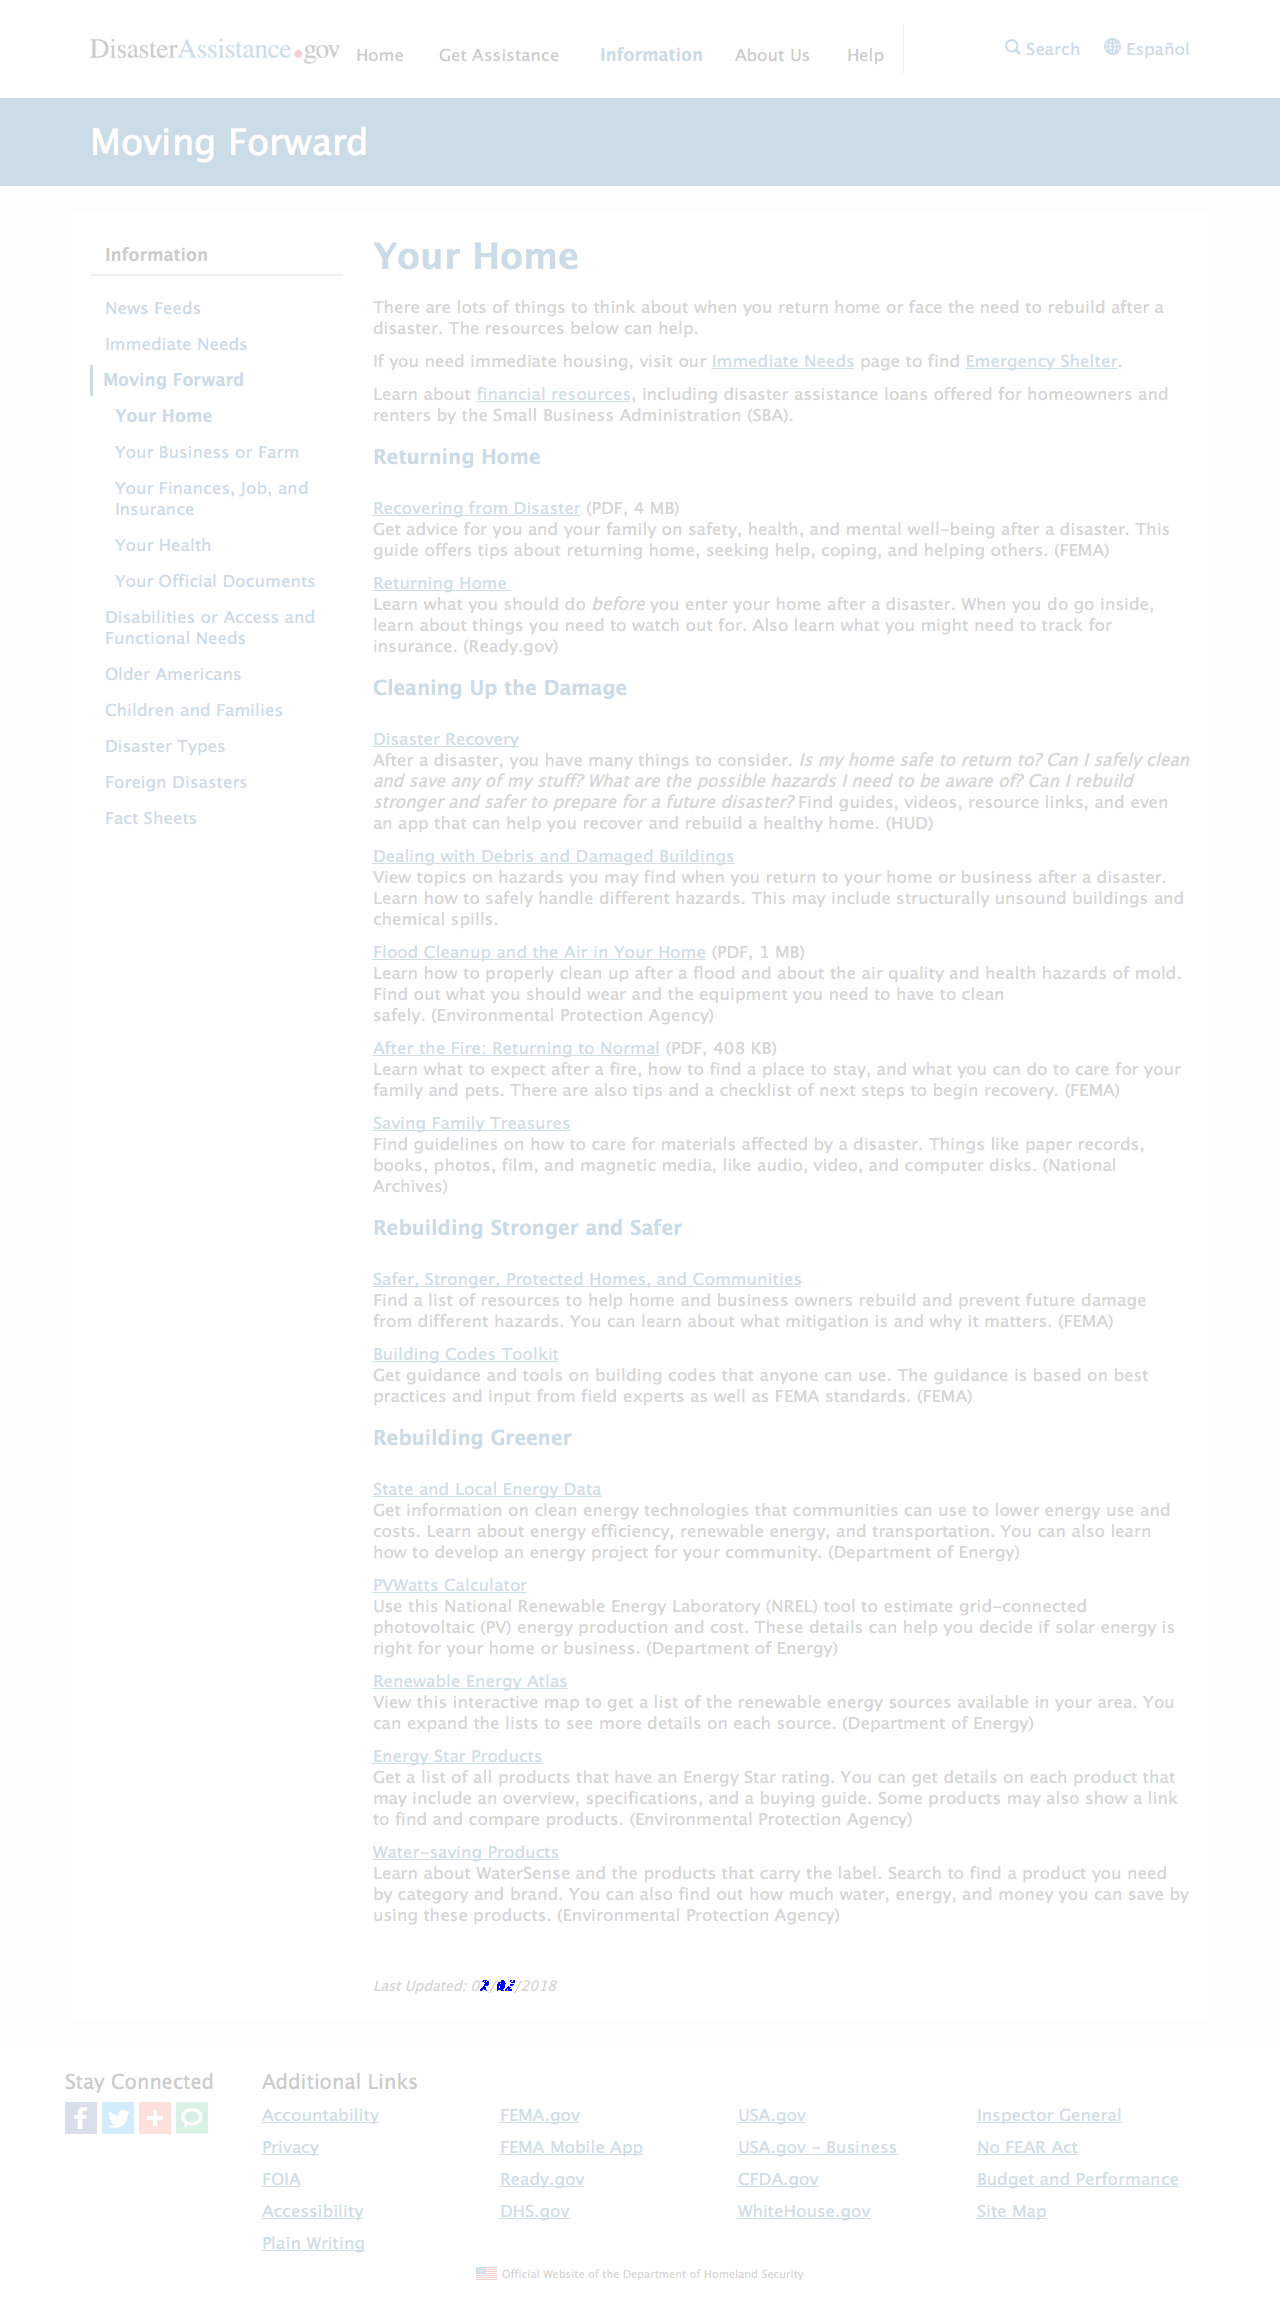 DisasterAssistance.gov
Home
Get Assistance
Information
About Us
Help
Search
Español
Moving Forward
Information
News Feeds
Immediate Needs
Moving Forward
Your Home
Your Business or Farm
Your Finances, Job, and
Insurance
Your Health
Your Official Documents
Disabilities or Access and
Functional Needs
Older Americans
Children and Families
Disaster Types
Foreign Disasters
Fact Sheets
Your Home
There are lots of things to think about when you return home or face the need to rebuild after a
disaster. The resources below can help.
If you need immediate housing, visit our Immediate Needs page to find Emergency Shelter.
Learn about financial resources, including disaster assistance loans offered for homeowners and
renters by the Small Business Administration (SBA).
Returning Home
Recovering from Disaster (PDF, 4 MB)
Get advice for you and your family on safety, health, and mental well-being after a disaster. This
guide offers tips about returning home, seeking help, coping, and helping others. (FEMA)
Returning Home
Learn what you should do before you enter your home after a disaster. When you do go inside,
learn about things you need to watch out for. Also learn what you might need to track for
insurance. (Ready.gov)
Cleaning Up the Damage
Disaster Recovery
After a disaster, you have many things to consider. Is my home safe to return to? Can I safely clean
and save any of my stuff? What are the possible hazards I need to be aware of? Can I rebuild
stronger and safer to prepare for a future disaster? Find guides, videos, resource links, and even
an app that can help you recover and rebuild a healthy home. (HUD)
Dealing with Debris and Damaged Buildings
View topics on hazards you may find when you return to your home or business after a disaster.
Learn how to safely handle different hazards. This may include structurally unsound buildings and
chemical spills.
Flood Cleanup and the Air in Your Home (PDF, 1 MB)
Learn how to properly clean up after a flood and about the air quality and health hazards of mold.
Find out what you should wear and the equipment you need to have to clean
safely. (Environmental Protection Agency)
After the Fire: Returning to Normal (PDF, 408 KB)
Learn what to expect after a fire, how to find a place to stay, and what you can do to care for your
family and pets. There are also tips and a checklist of next steps to begin recovery. (FEMA)
Saving Family Treasures
Find guidelines on how to care for materials affected by a disaster. Things like paper records,
books, photos, film, and magnetic media, like audio, video, and computer disks. (National
Archives)
Rebuilding Stronger and Safer
Safer, Stronger, Protected Homes, and Communities
Find a list of resources to help home and business owners rebuild and prevent future damage
from different hazards. You can learn about what mitigation is and why it matters. (FEMA)
Building Codes Toolkit
Get guidance and tools on building codes that anyone can use. The guidance is based on best
practices and input from field experts as well as FEMA standards. (FEMA)
Rebuilding Greener
State and Local Energy Data
Get information on clean energy technologies that communities can use to lower energy use and
costs. Learn about energy efficiency, renewable energy, and transportation. You can also learn
how to develop an energy project for your community. (Department of Energy)
PVWatts Calculator
Use this National Renewable Energy Laboratory (NREL) tool to estimate grid-connected
photovoltaic (PV) energy production and cost. These details can help you decide if solar energy is
right for your home or business. (Department of Energy)
Renewable Energy Atlas
View this interactive map to get a list of the renewable energy sources available in your area. You
can expand the lists to see more details on each source. (Department of Energy)
Energy Star Products
Get a list of all products that have an Energy Star rating. You can get details on each product that
may include an overview, specifications, and a buying guide. Some products may also show a link
to find and compare products. (Environmental Protection Agency)
Water-saving Products
Learn about WaterSense and the products that carry the label. Search to find a product you need
by category and brand. You can also find out how much water, energy, and money you can save by
using these products. (Environmental Protection Agency)
Last Updated:
Stay Connected
Additional Links
Accountability
FEMA.gov
USA.gov
Inspector General
Privacy
FEMA Mobile App
USA.gov - Business
No FEAR Act
FOIA
Ready.gov
CFDA.gov
Budget and Performance
Accessibility
DHS.gov
WhiteHouse.gov
Site Map
Plain Writing
Official Website of the Department of Homeland Security